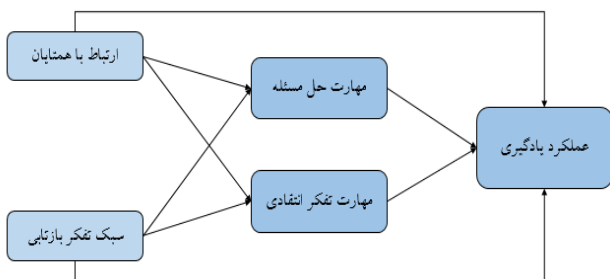 ارتباط با همتایان
مهارت حل مسئله
عملکرد یادگیری
مهارت تفکر انتقادی
سبک تفکر بازتابی